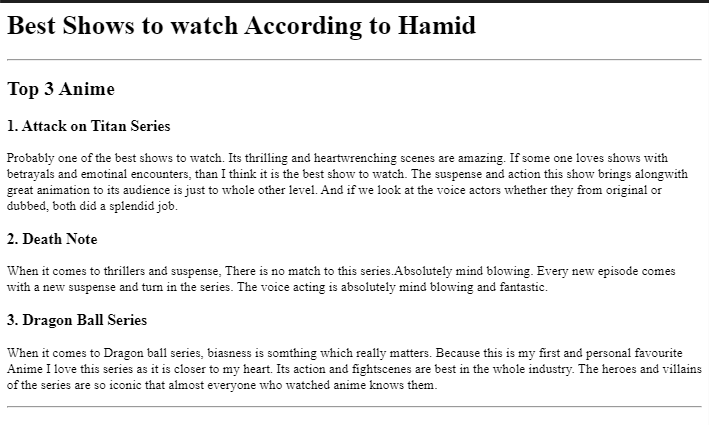 Best Shows to watch According to Hamid
Top 3 Anime
1. Attack on Titan Series
Probably one of the best shows to watch. Its thrilling and heartwrenching scenes are amazing. If some one loves shows with
betrayals and emotinal encounters, than I think it is the best show to watch. The suspense and action this show brings alongwith
great animation to its audience is just to whole other level. And if we look at the voice actors whether they from original or
dubbed, both did a splendid job.
2. Death Note
When it comes to thrillers and suspense, There is no match to this series.Absolutely mind blowing. Every new episode comes
with a new suspense and turn in the series. The voice acting is absolutely mind blowing and fantastic.
3. Dragon Ball Series
When it comes to Dragon ball series, biasness is somthing which really matters. Because this is my first and personal favourite
Anime I love this series as it is closer to my heart. Its action and fightscenes are best in the whole industry. The heroes and villains
of the series are so iconic that almost everyone who watched anime knows them.